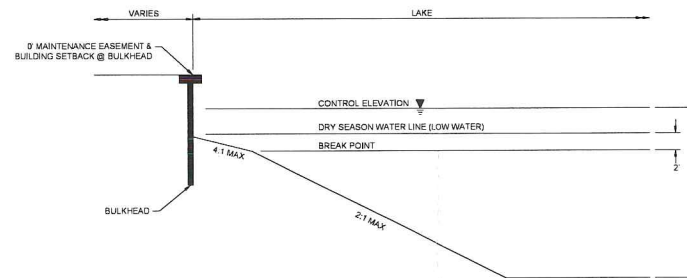 VARIES
LAKE
0' MAINTENANCE EASEMENT &
BUILDING SETBACK @ BULKHEAD
CONTROL ELEVATION
DRY SEASON WATER LINE (LOW WATER)
BREAK POINT
4:1 MAX
2'
2:1 MAX
BULKHEAD